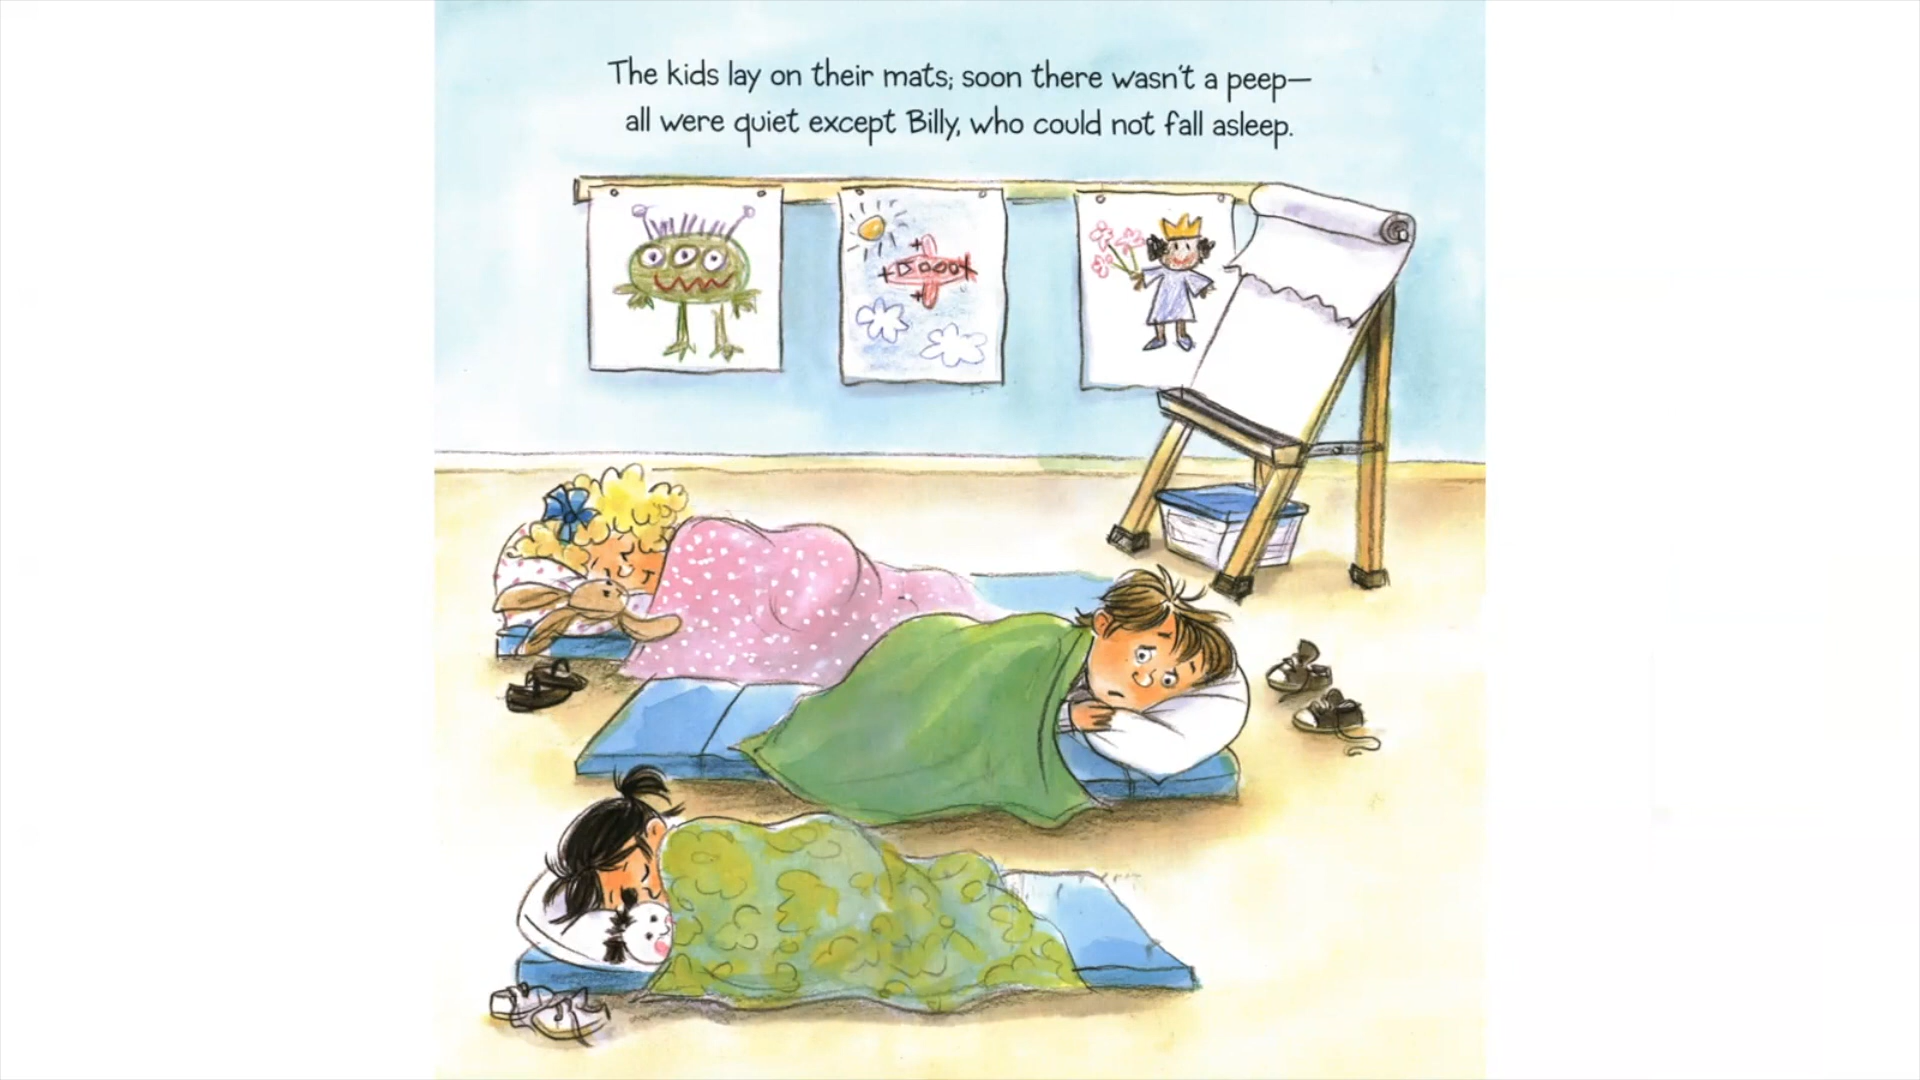 The kids lay on their mats; soon there wasn't a peep—
all were quiet except Billy, who could not fall asleep.